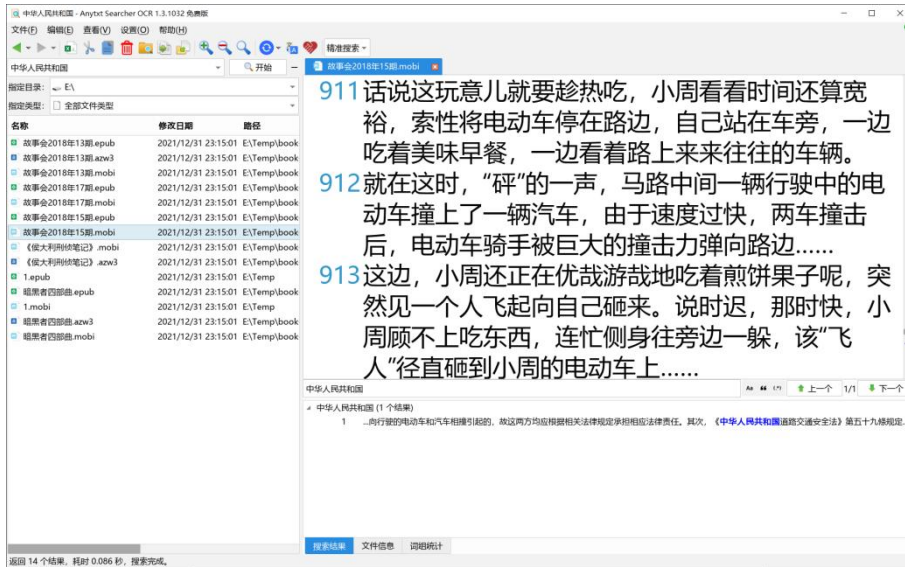 中华人民共和国 - Anytxt Searcher OCR 1.3.1032 免费版
文件(F) 编辑(E) 查看(V) 设置(O) 帮助(H)
精准搜索
中华人民共和国 开始
故事会2018年15期.mobi
指定目录: E:\
指定类型: 全部文件类型
名称 修改日期 路径
故事会2018年13期.epub 2021/12/31 23:15:01 E:\Temp\book
故事会2018年13期.azw3 2021/12/31 23:15:01 E:\Temp\book
故事会2018年13期.mobi 2021/12/31 23:15:01 E:\Temp\book
故事会2018年17期.epub 2021/12/31 23:15:01 E:\Temp\book
故事会2018年17期.mobi 2021/12/31 23:15:01 E:\Temp\book
故事会2018年15期.epub 2021/12/31 23:15:01 E:\Temp\book
故事会2018年15期.mobi 2021/12/31 23:15:01 E:\Temp\book
《侯大利刑侦笔记》.mobi 2021/12/31 23:15:01 E:\Temp\book
《侯大利刑侦笔记》.azw3 2021/12/31 23:15:01 E:\Temp\book
1.epub 2021/12/31 23:15:01 E:\Temp
暗黑者四部曲.epub 2021/12/31 23:15:01 E:\Temp\book
1.mobi 2021/12/31 23:15:01 E:\Temp
暗黑者四部曲.azw3 2021/12/31 23:15:01 E:\Temp\book
暗黑者四部曲.mobi 2021/12/31 23:15:01 E:\Temp\book
911 话说这玩意儿就要趁热吃，小周看看时间还算宽
裕，索性将电动车停在路边，自己站在车旁，一边
吃着美味早餐，一边看着路上来来往往的车辆。
912 就在这时，“砰”的一声，马路中间一辆行驶中的电
动车撞上了一辆汽车，由于速度过快，两车撞击
后，电动车骑手被巨大的撞击力弹向路边……
913 这边，小周还正在优哉游哉地吃着煎饼果子呢，突
然见一个人飞起向自己砸来。说时迟，那时快，小
周顾不上吃东西，连忙侧身往旁边一躲，该“飞
人”径直砸到小周的电动车上……
中华人民共和国 Aa (.*) 上一个 1/1 下一个
中华人民共和国 (1 个结果)
1 ...向行驶的电动车和汽车相撞引起的，故这两方均应根据相关法律规定承担相应法律责任。其次，《中华人民共和国道路交通安全法》第五十九条规定...
搜索结果 文件信息 词组统计
返回 14 个结果，耗时 0.086 秒，搜索完成。